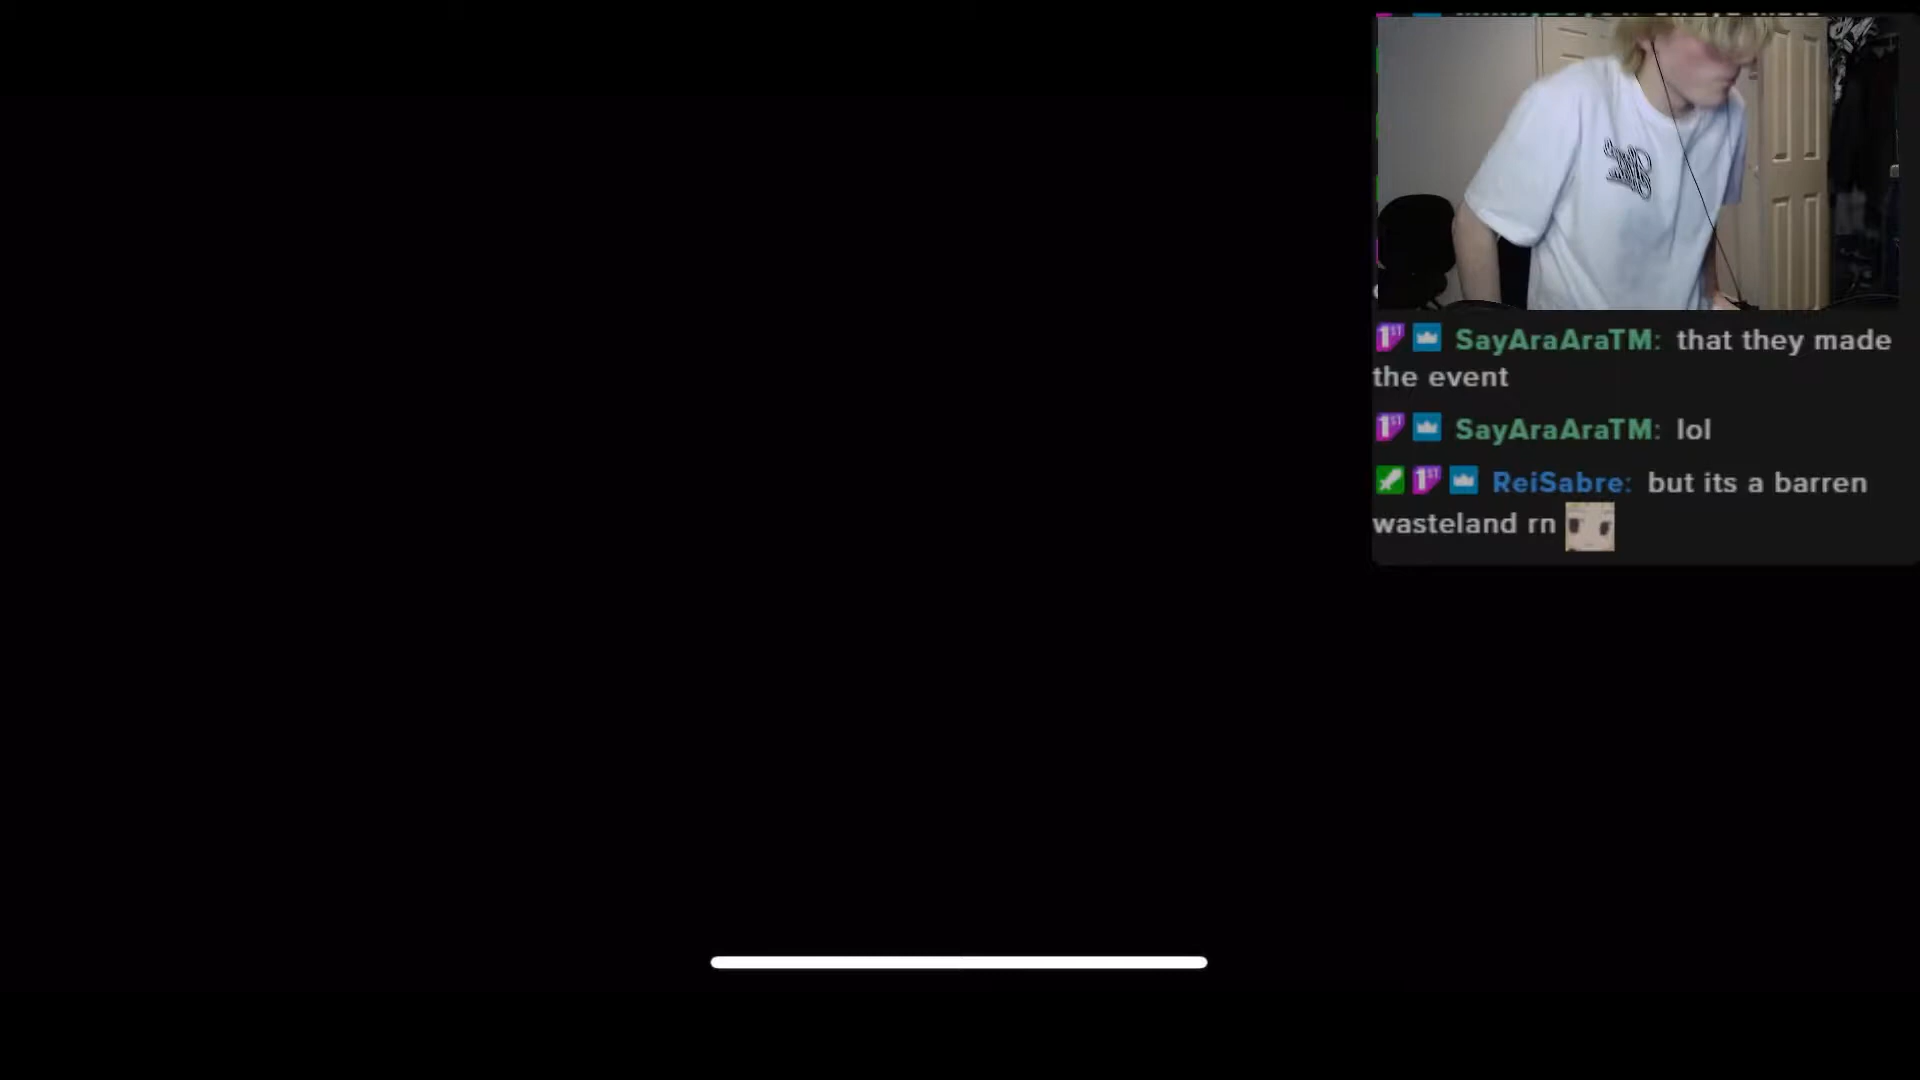 SayAraAraTM: that they made
the event
SayAraAraTM: lol
ReiSabre: but its a barren
wasteland rn